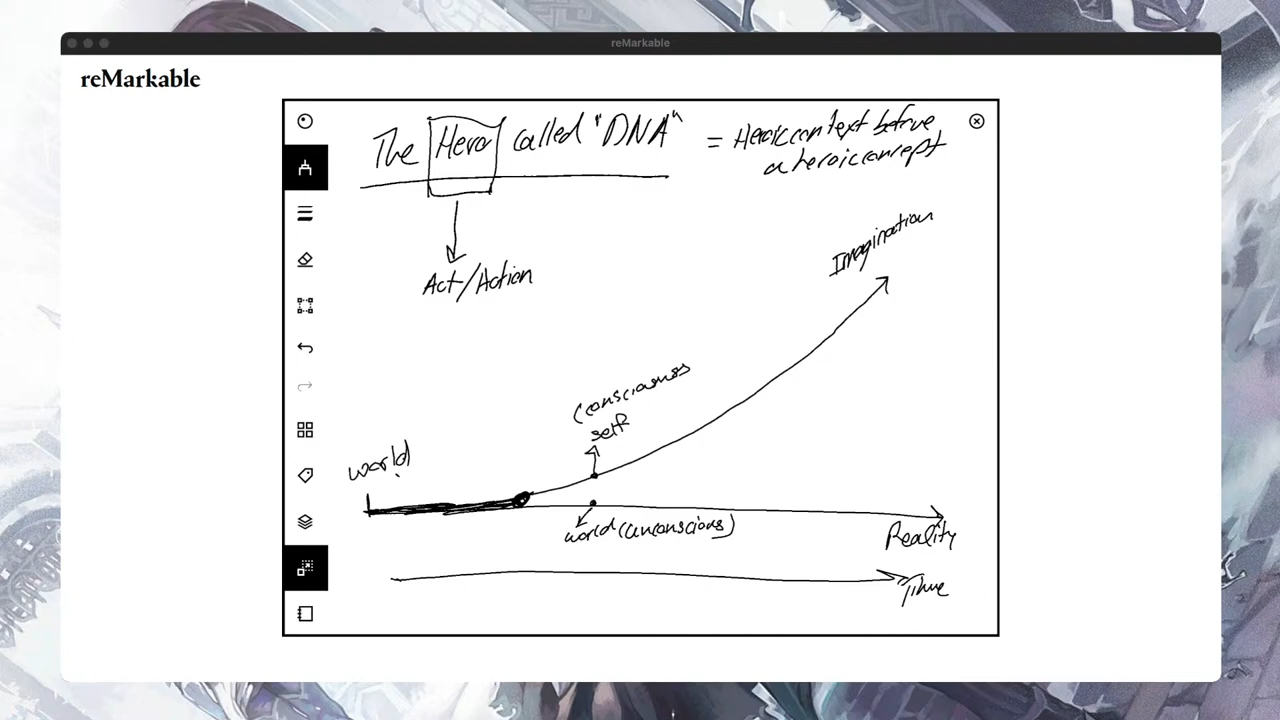 reMarkable
reMarkable
The Hero called "DNA" = Heroic context before
a heroic concept
Act/Action
Imagination
Consciousness
self
world
world (unconscious)
Reality
Time